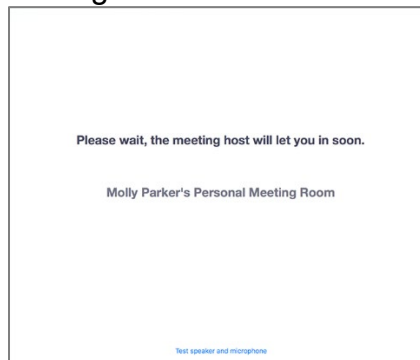 Please wait, the meeting host will let you in soon.
Molly Parker's Personal Meeting Room
Test speaker and microphone